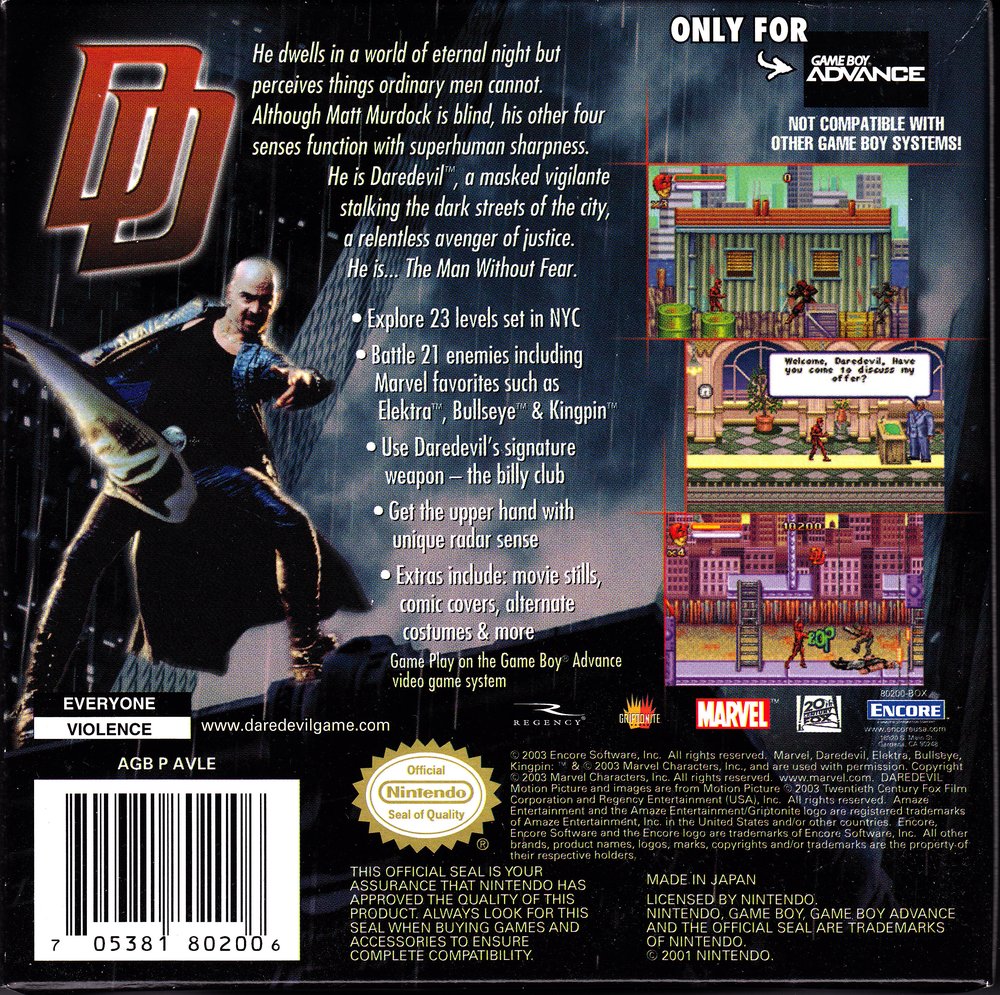 DD
He dwells in a world of eternal night but
perceives things ordinary men cannot.
Although Matt Murdock is blind, his other four
senses function with superhuman sharpness.
He is Daredevil™, a masked vigilante
stalking the dark streets of the city,
a relentless avenger of justice.
He is... The Man Without Fear.
• Explore 23 levels set in NYC
• Battle 21 enemies including
Marvel favorites such as
Elektra™, Bullseye™ & Kingpin™
• Use Daredevil's signature
weapon – the billy club
• Get the upper hand with
unique radar sense
• Extras include: movie stills,
comic covers, alternate
costumes & more
Game Play on the Game Boy® Advance
video game system
ONLY FOR
GAME BOY
ADVANCE
NOT COMPATIBLE WITH
OTHER GAME BOY SYSTEMS!
0
Welcome, Daredevil, Have
you come to discuss my
offer?
10200
x4
EVERYONE
VIOLENCE
www.daredevilgame.com
REGENCY®
GRIPTONITE
MARVEL™
20TH
CENTURY
FOX
80200-BOX
ENCORE
www.encoreusa.com
16920 S. Main St.
Gardena, CA 90248
AGB P AVLE
7 05381 80200 6
Official
Nintendo
Seal of Quality
®
THIS OFFICIAL SEAL IS YOUR
ASSURANCE THAT NINTENDO HAS
APPROVED THE QUALITY OF THIS
PRODUCT. ALWAYS LOOK FOR THIS
SEAL WHEN BUYING GAMES AND
ACCESSORIES TO ENSURE
COMPLETE COMPATIBILITY.
© 2003 Encore Software, Inc. All rights reserved. Marvel, Daredevil, Elektra, Bullseye,
Kingpin: ™ & © 2003 Marvel Characters, Inc., and are used with permission. Copyright
© 2003 Marvel Characters, Inc. All rights reserved. www.marvel.com. DAREDEVIL
Motion Picture and images are from Motion Picture © 2003 Twentieth Century Fox Film
Corporation and Regency Entertainment (USA), Inc. All rights reserved. Amaze
Entertainment and the Amaze Entertainment/Griptonite logo are registered trademarks
of Amaze Entertainment, Inc. in the United States and/or other countries. Encore,
Encore Software and the Encore logo are trademarks of Encore Software, Inc. All other
brands, product names, logos, marks, copyrights and/or trademarks are the property of
their respective holders.
MADE IN JAPAN
LICENSED BY NINTENDO.
NINTENDO, GAME BOY, GAME BOY ADVANCE
AND THE OFFICIAL SEAL ARE TRADEMARKS
OF NINTENDO.
© 2001 NINTENDO.